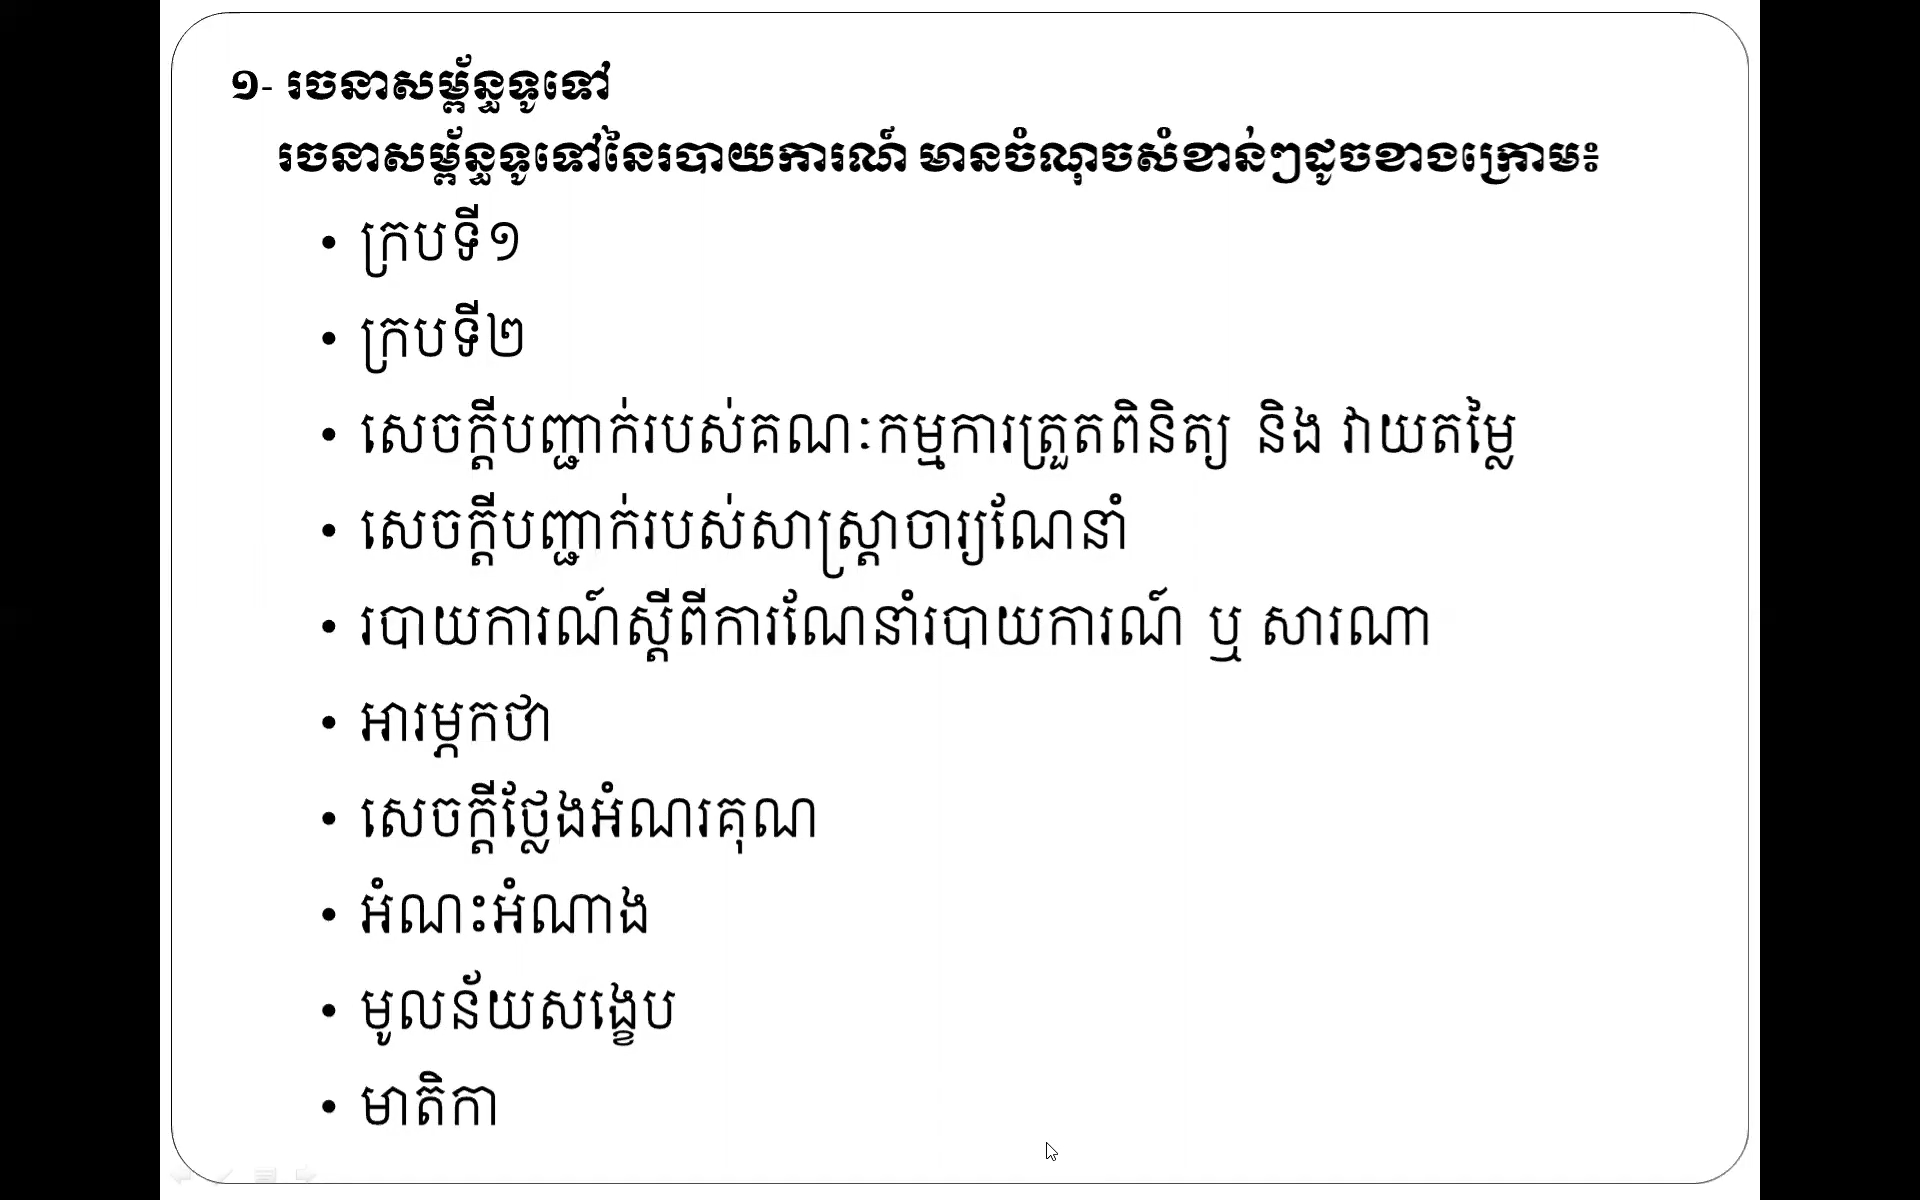 ១- រចនាសម្ព័ន្ធទូទៅ
រចនាសម្ព័ន្ធទូទៅនៃរបាយការណ៍ មានចំណុចសំខាន់ៗដូចខាងក្រោម៖
• ក្របទី១
• ក្របទី២
• សេចក្តីបញ្ជាក់របស់គណៈកម្មការត្រួតពិនិត្យ និង វាយតម្លៃ
• សេចក្តីបញ្ជាក់របស់សាស្ត្រាចារ្យណែនាំ
• របាយការណ៍ស្តីពីការណែនាំរបាយការណ៍ ឬ សារណា
• អារម្ភកថា
• សេចក្តីថ្លែងអំណរគុណ
• អំណះអំណាង
• មូលន័យសង្ខេប
• មាតិកា